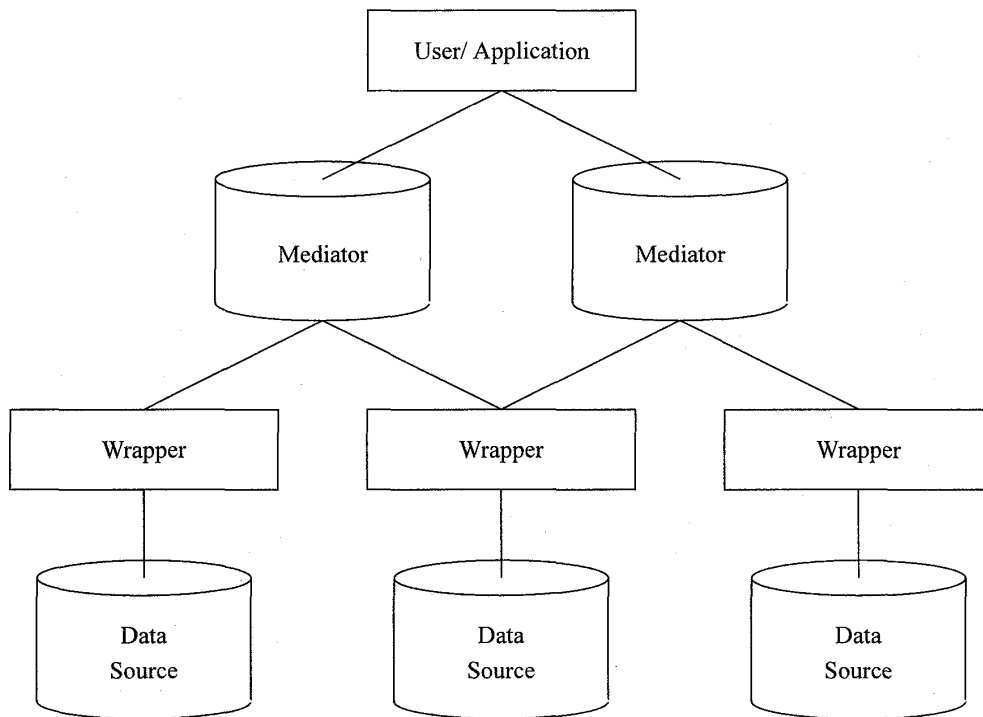 User/ Application
Mediator
Mediator
Wrapper
Wrapper
Wrapper
Data
Source
Data
Source
Data
Source